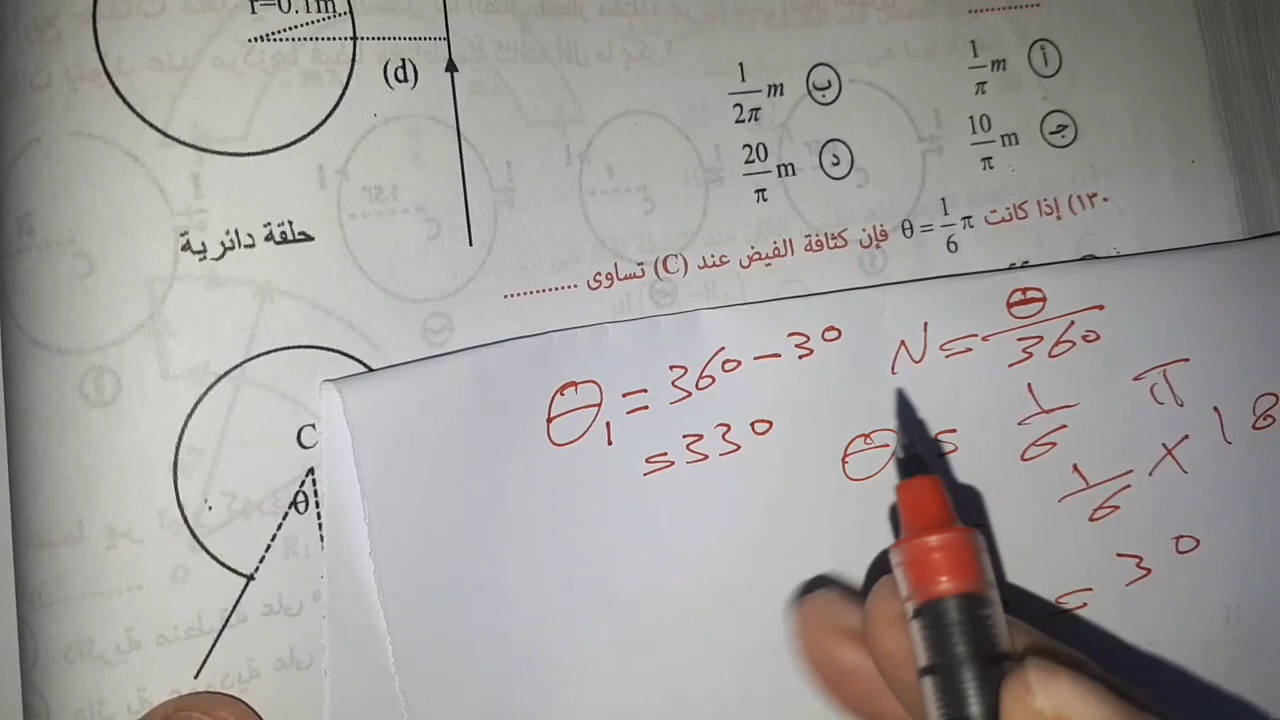 r=0.1m
(d)
حلقة دائرية
أ 1/π m
ب 1/2π m
جـ 10/π m
د 20/π m
١٣٠) إذا كانت θ = 1/6 π فإن كثافة الفيض عند (C) تساوى ............
C
θ
θ₁ = 360 - 30
= 330
N = θ/360
θ = 1/6 π
1/6 × 18
= 30